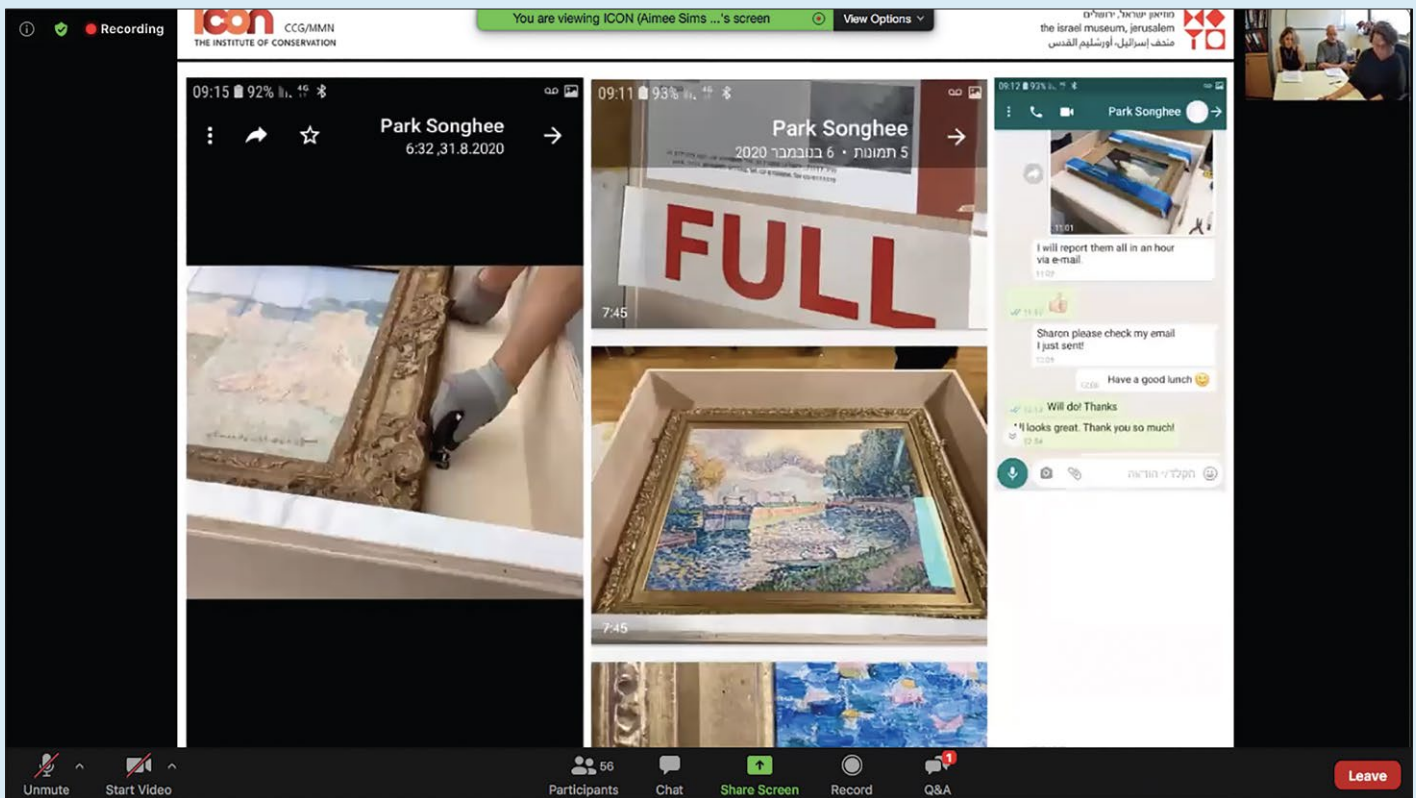 Recording
You are viewing ICON (Aimee Sims ...'s screen
View Options
icon
CCG/MMN
THE INSTITUTE OF CONSERVATION
מוזיאון ישראל, ירושלים
the israel museum, jerusalem
متحف إسرائيل، أورشليم القدس
09:15 92% 4G
Park Songhee
6:32 ,31.8.2020
09:11 93% 4G
Park Songhee
5 תמונות • 6 בנובמבר 2020
FULL
7:45
7:45
09:12 93% 4G
Park Songhee
11:01
I will report them all in an hour
via e-mail.
Sharon please check my email
I just sent!
Have a good lunch
Will do! Thanks
looks great. Thank you so much!
Unmute
Start Video
56
Participants
Chat
Share Screen
Record
1
Q&A
Leave